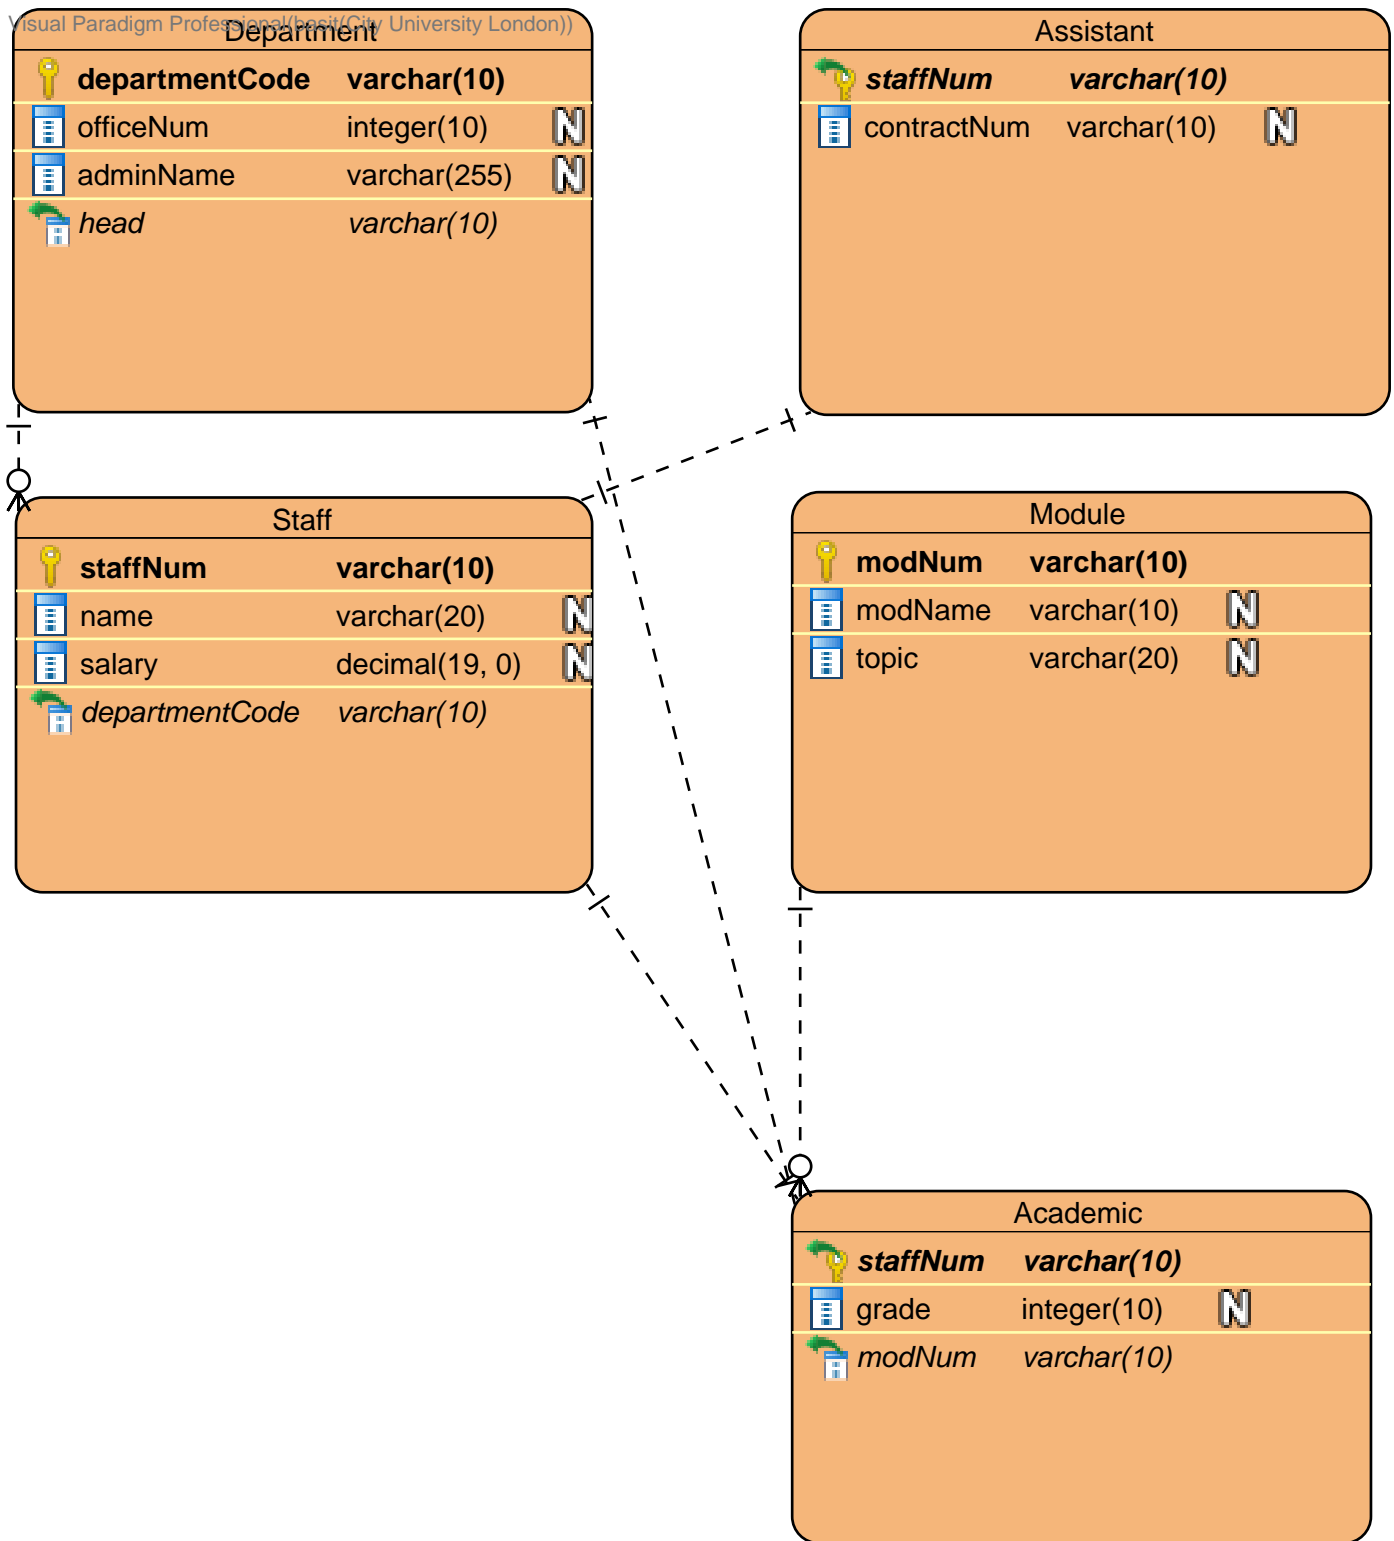 Visual Paradigm Professional(basit(City University London))
Department
departmentCode varchar(10)
officeNum integer(10) N
adminName varchar(255) N
head varchar(10)
Assistant
staffNum varchar(10)
contractNum varchar(10) N
Staff
staffNum varchar(10)
name varchar(20) N
salary decimal(19, 0) N
departmentCode varchar(10)
Module
modNum varchar(10)
modName varchar(10) N
topic varchar(20) N
Academic
staffNum varchar(10)
grade integer(10) N
modNum varchar(10)